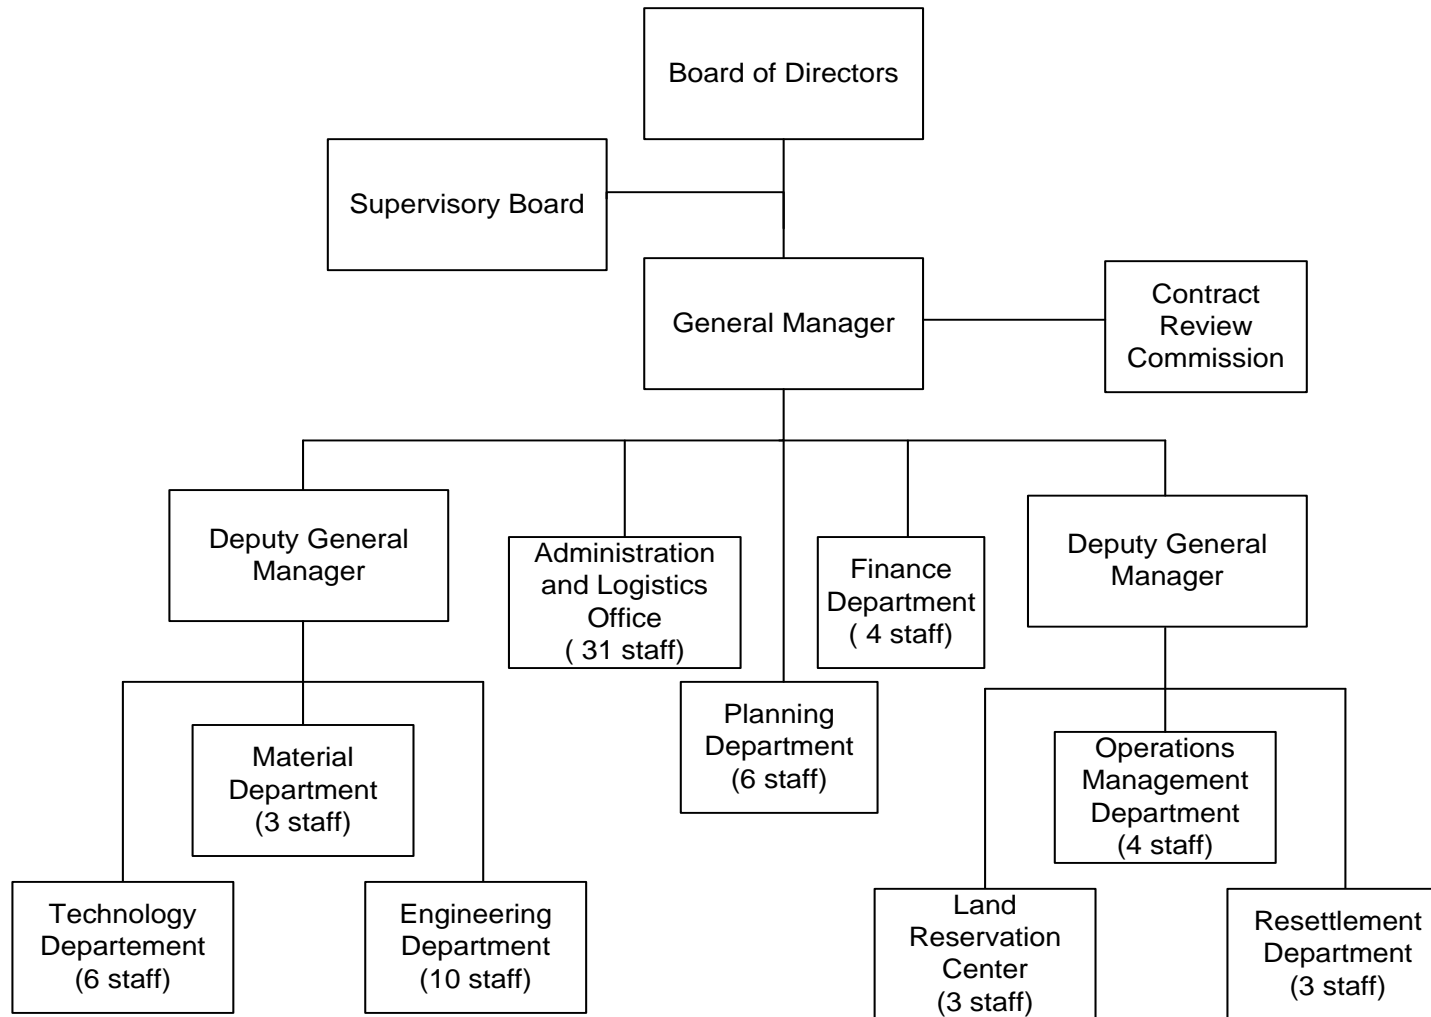 Board of Directors
Supervisory Board
General Manager
Contract
Review
Commission
Deputy General
Manager
Administration
and Logistics
Office
( 31 staff)
Finance
Department
( 4 staff)
Deputy General
Manager
Planning
Department
(6 staff)
Material
Department
(3 staff)
Operations
Management
Department
(4 staff)
Technology
Departement
(6 staff)
Engineering
Department
(10 staff)
Land
Reservation
Center
(3 staff)
Resettlement
Department
(3 staff)